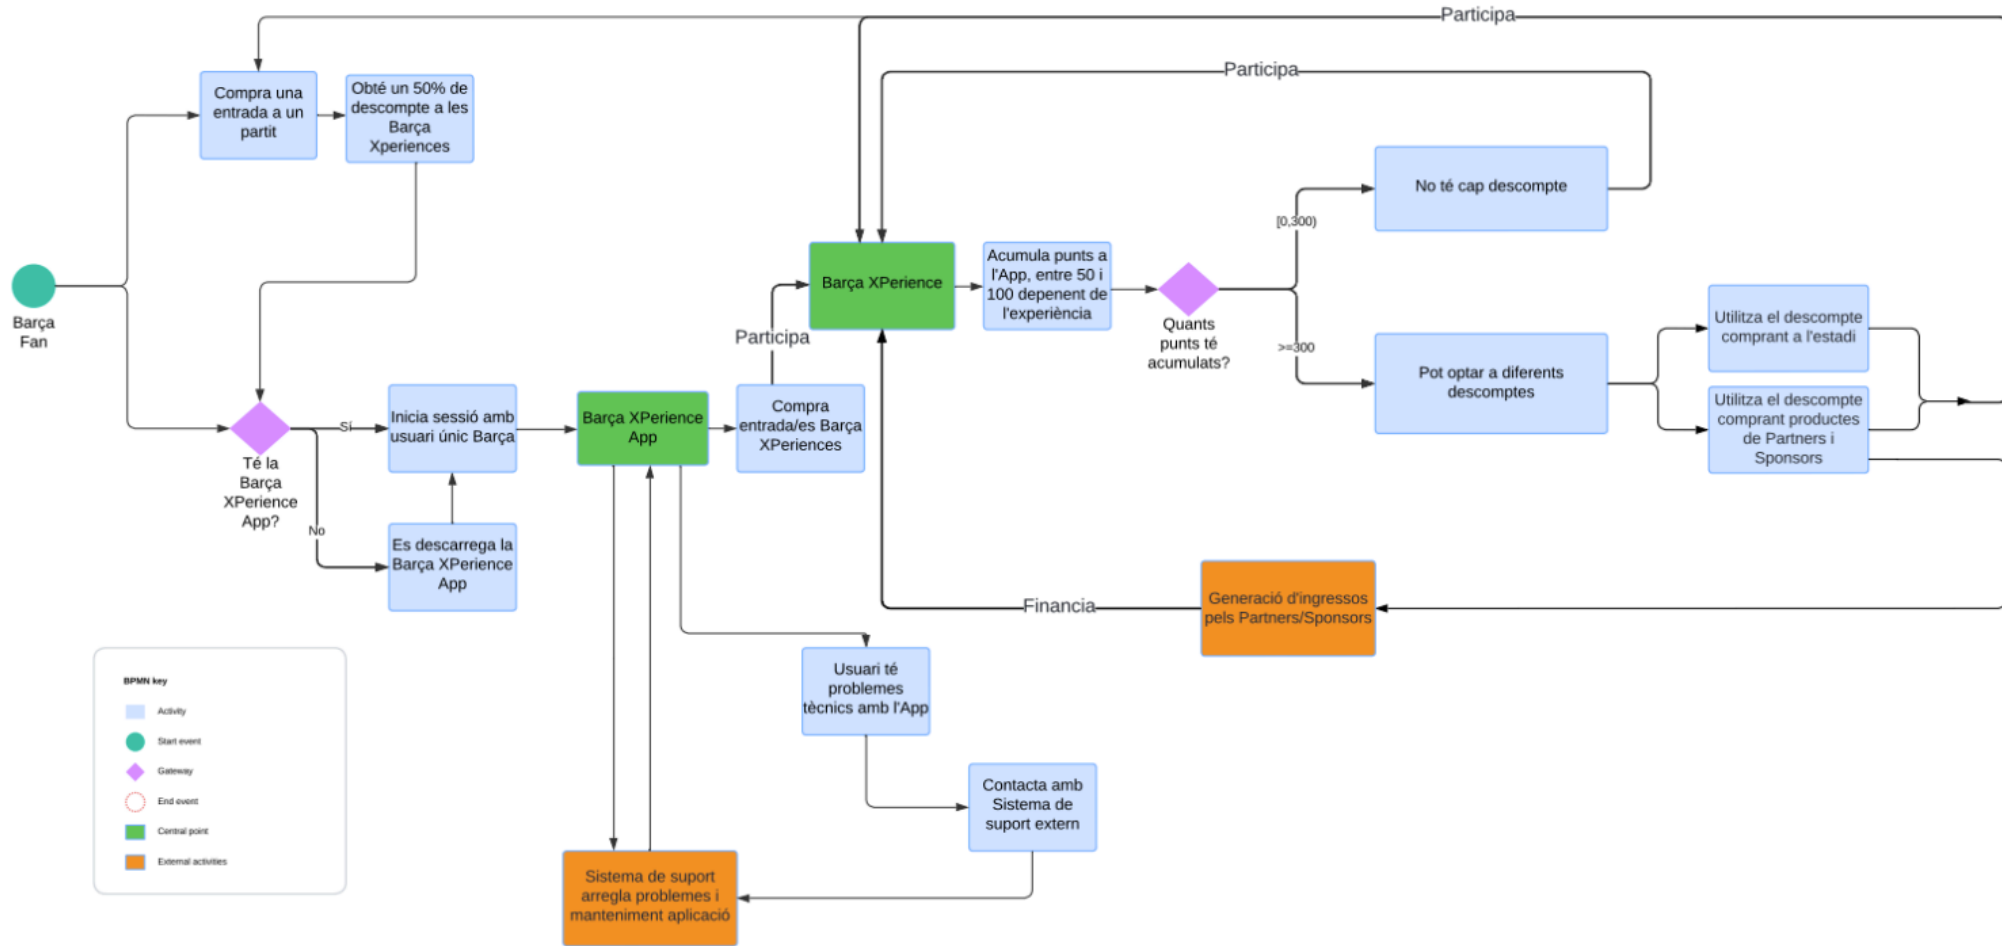 Participa
Participa
Compra una
entrada a un
partit
Obté un 50% de
descompte a les
Barça
Xperiences
No té cap descompte
[0,300)
Barça
Fan
Barça XPerience
Acumula punts a
l'App, entre 50 i
100 depenent de
l'experiència
Quants
punts té
acumulats?
>=300
Participa
Pot optar a diferents
descomptes
Utilitza el descompte
comprant a l'estadi
Utilitza el descompte
comprant productes
de Partners i
Sponsors
Té la
Barça
XPerience
App?
Sí
No
Inicia sessió amb
usuari únic Barça
Es descarrega la
Barça XPerience
App
Barça XPerience
App
Compra
entrada/es Barça
XPeriences
Financia
Generació d'ingressos
pels Partners/Sponsors
Usuari té
problemes
tècnics amb l'App
Contacta amb
Sistema de
suport extern
Sistema de suport
arregla problemes i
manteniment aplicació
BPMN key
Activity
Start event
Gateway
End event
Central point
External activities